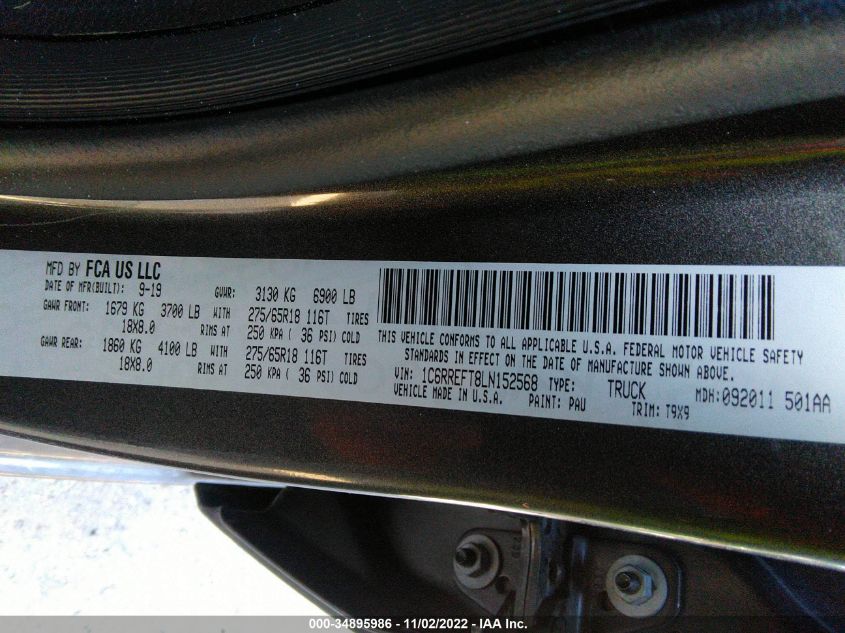 MFD BY FCA US LLC
DATE OF MFR(BUILT): 9-19 GVWR: 3130 KG 6900 LB
GAWR FRONT: 1679 KG 3700 LB WITH 275/65R18 116T TIRES
18X8.0 RIMS AT 250 KPA ( 36 PSI) COLD
GAWR REAR: 1860 KG 4100 LB WITH 275/65R18 116T TIRES
18X8.0 RIMS AT 250 KPA ( 36 PSI) COLD
THIS VEHICLE CONFORMS TO ALL APPLICABLE U.S.A. FEDERAL MOTOR VEHICLE SAFETY
STANDARDS IN EFFECT ON THE DATE OF MANUFACTURE SHOWN ABOVE.
VIN: 1C6RREFT8LN152568 TYPE: TRUCK MDH:092011 501AA
VEHICLE MADE IN U.S.A. PAINT: PAU TRIM: T9X9
000-34895986 - 11/02/2022 - IAA Inc.